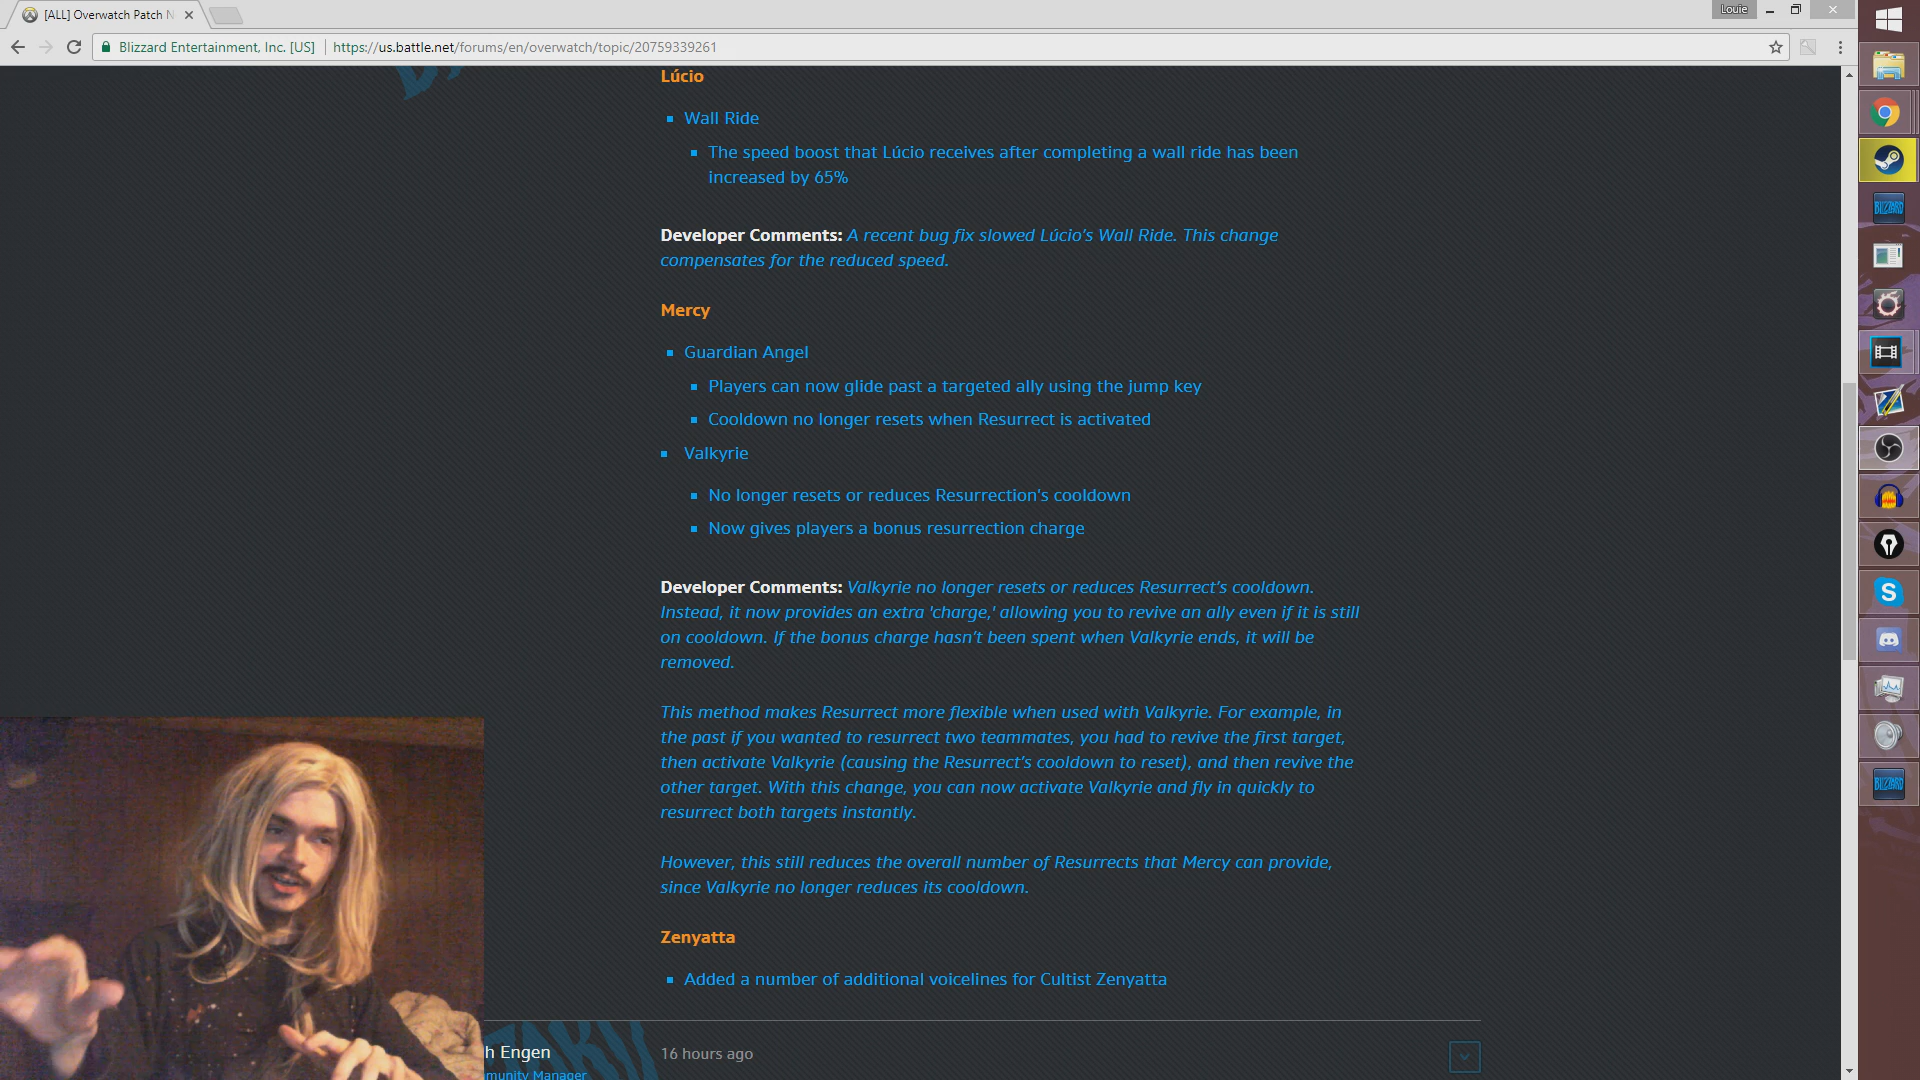 [ALL] Overwatch Patch N
Louie
Blizzard Entertainment, Inc. [US]
https://us.battle.net/forums/en/overwatch/topic/20759339261
Lúcio
Wall Ride
The speed boost that Lúcio receives after completing a wall ride has been
increased by 65%
Developer Comments: A recent bug fix slowed Lúcio’s Wall Ride. This change
compensates for the reduced speed.
Mercy
Guardian Angel
Players can now glide past a targeted ally using the jump key
Cooldown no longer resets when Resurrect is activated
Valkyrie
No longer resets or reduces Resurrection’s cooldown
Now gives players a bonus resurrection charge
Developer Comments: Valkyrie no longer resets or reduces Resurrect’s cooldown.
Instead, it now provides an extra 'charge,' allowing you to revive an ally even if it is still
on cooldown. If the bonus charge hasn’t been spent when Valkyrie ends, it will be
removed.
This method makes Resurrect more flexible when used with Valkyrie. For example, in
the past if you wanted to resurrect two teammates, you had to revive the first target,
then activate Valkyrie (causing the Resurrect’s cooldown to reset), and then revive the
other target. With this change, you can now activate Valkyrie and fly in quickly to
resurrect both targets instantly.
However, this still reduces the overall number of Resurrects that Mercy can provide,
since Valkyrie no longer reduces its cooldown.
Zenyatta
Added a number of additional voicelines for Cultist Zenyatta
h Engen
16 hours ago
munity Manager
BLIZZARD
BLIZZARD